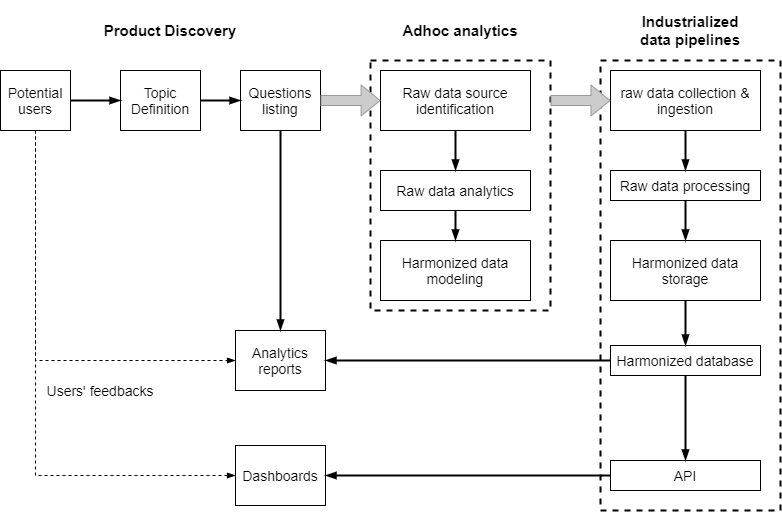 Product Discovery
Adhoc analytics
Industrialized
data pipelines
Potential
users
Topic
Definition
Questions
listing
Raw data source
identification
raw data collection &
ingestion
Raw data analytics
Raw data processing
Harmonized data
modeling
Harmonized data
storage
Analytics
reports
Harmonized database
Users' feedbacks
Dashboards
API